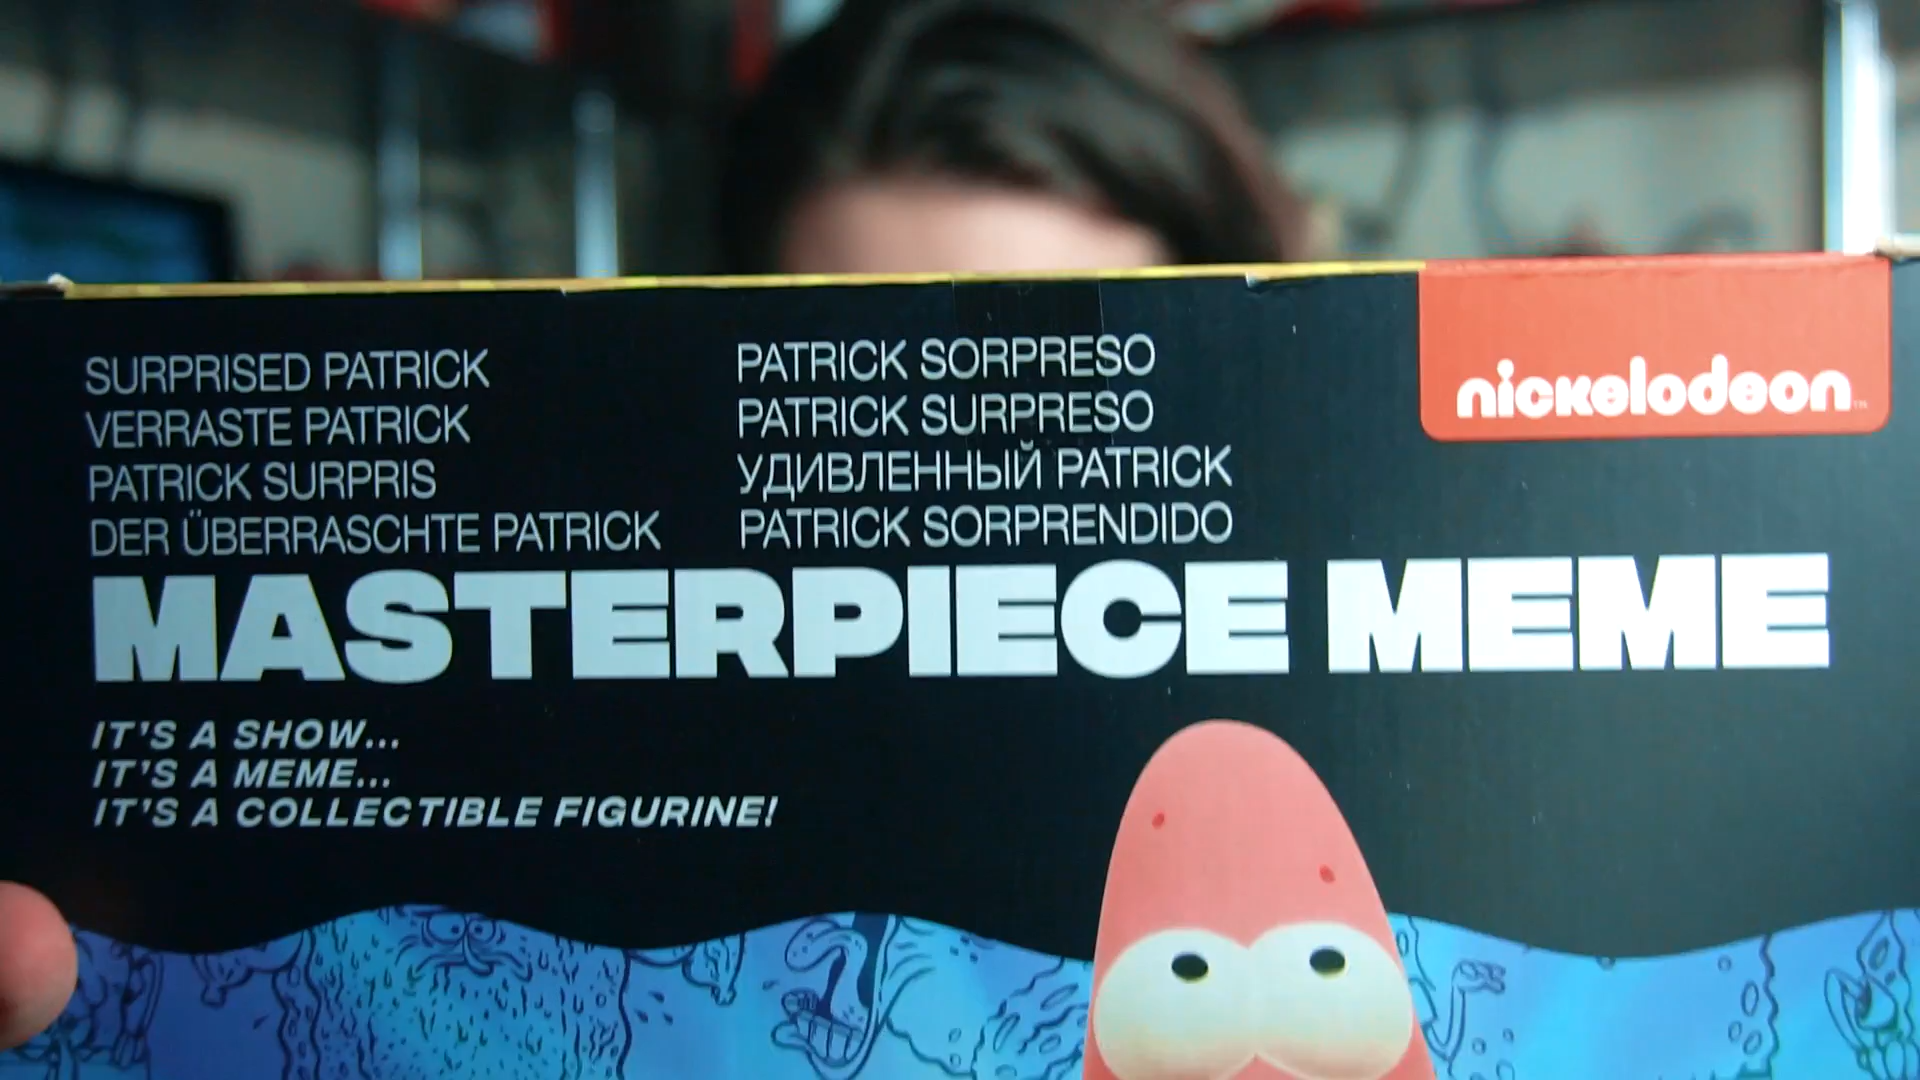 SURPRISED PATRICK
VERRASTE PATRICK
PATRICK SURPRIS
DER ÜBERRASCHTE PATRICK
PATRICK SORPRESO
PATRICK SURPRESO
УДИВЛЕННЫЙ PATRICK
PATRICK SORPRENDIDO
nickelodeon
MASTERPIECE MEME
IT'S A SHOW...
IT'S A MEME...
IT'S A COLLECTIBLE FIGURINE!